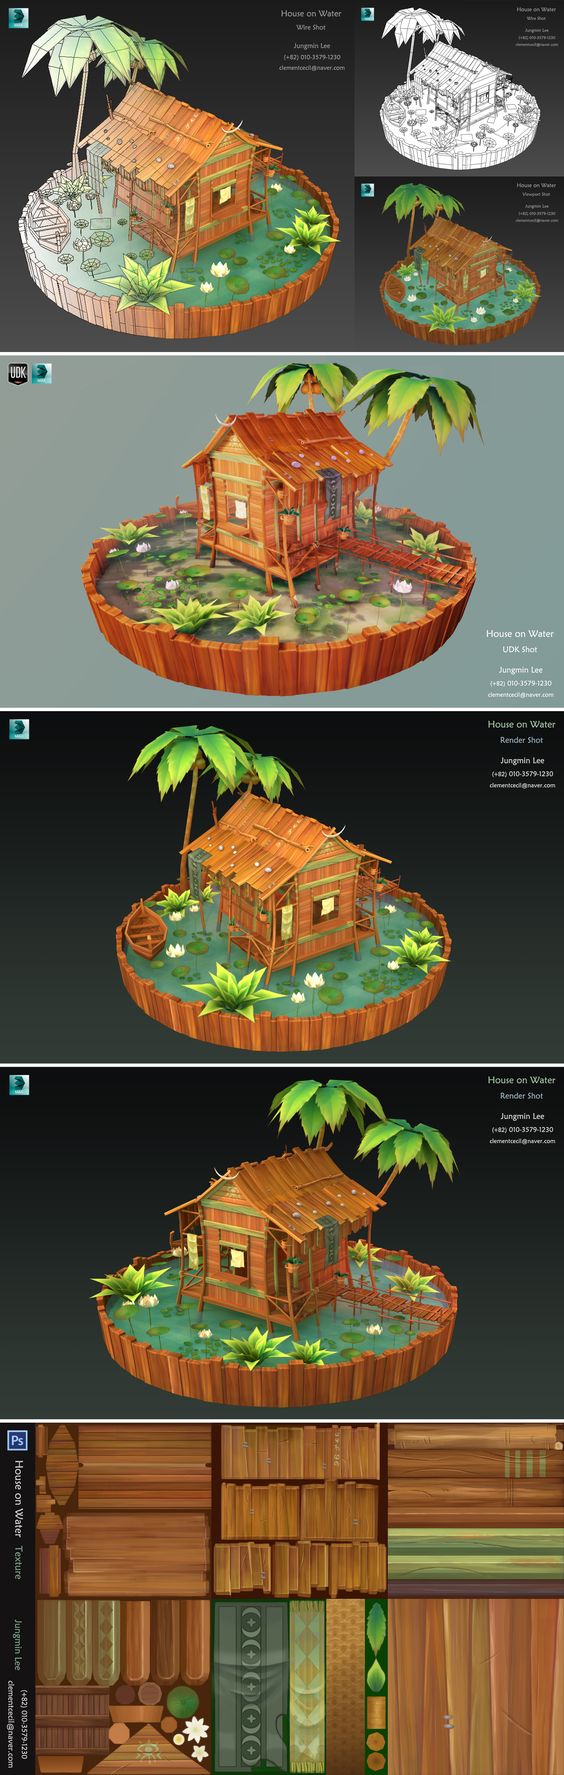 House on Water
Wire Shot
Jungmin Lee
(+82) 010-3579-1230
clementcecil@naver.com
House on Water
Wire Shot
Jungmin Lee
(+82) 010-3579-1230
clementcecil@naver.com
House on Water
Viewport Shot
Jungmin Lee
(+82) 010-3579-1230
clementcecil@naver.com
UDK
House on Water
UDK Shot
Jungmin Lee
(+82) 010-3579-1230
clementcecil@naver.com
House on Water
Render Shot
Jungmin Lee
(+82) 010-3579-1230
clementcecil@naver.com
House on Water
Render Shot
Jungmin Lee
(+82) 010-3579-1230
clementcecil@naver.com
Ps
House on Water Texture
Jungmin Lee
(+82) 010-3579-1230
clementcecil@naver.com